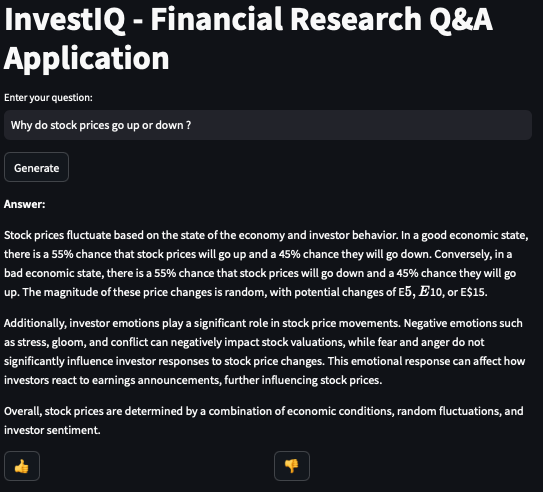 InvestIQ - Financial Research Q&A
Application
Enter your question:
Why do stock prices go up or down ?
Generate
Answer:
Stock prices fluctuate based on the state of the economy and investor behavior. In a good economic state,
there is a 55% chance that stock prices will go up and a 45% chance they will go down. Conversely, in a
bad economic state, there is a 55% chance that stock prices will go down and a 45% chance they will go
up. The magnitude of these price changes is random, with potential changes of E5, E10, or E$15.
Additionally, investor emotions play a significant role in stock price movements. Negative emotions such
as stress, gloom, and conflict can negatively impact stock valuations, while fear and anger do not
significantly influence investor responses to stock price changes. This emotional response can affect how
investors react to earnings announcements, further influencing stock prices.
Overall, stock prices are determined by a combination of economic conditions, random fluctuations, and
investor sentiment.